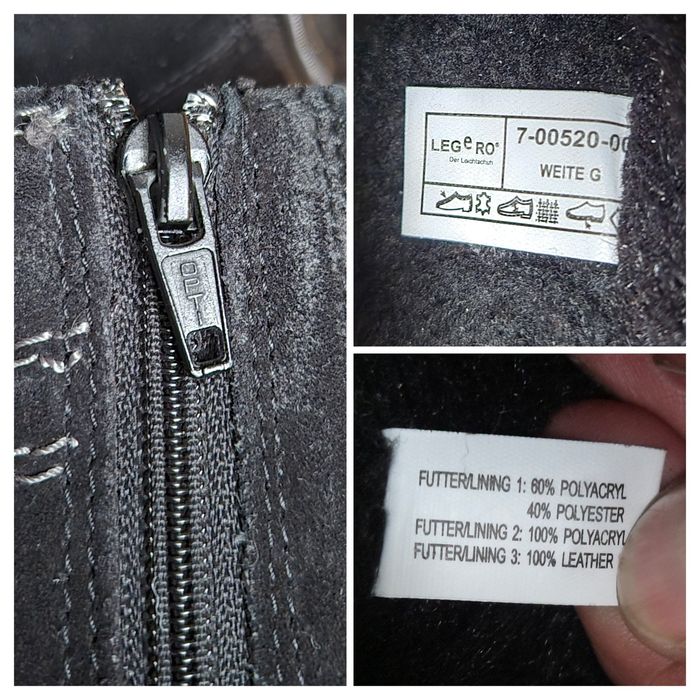 OPTI
LEGeRO®
Der Leichtschuh
7-00520-00
WEITE G
FUTTER/LINING 1: 60% POLYACRYL
40% POLYESTER
FUTTER/LINING 2: 100% POLYACRYL
FUTTER/LINING 3: 100% LEATHER